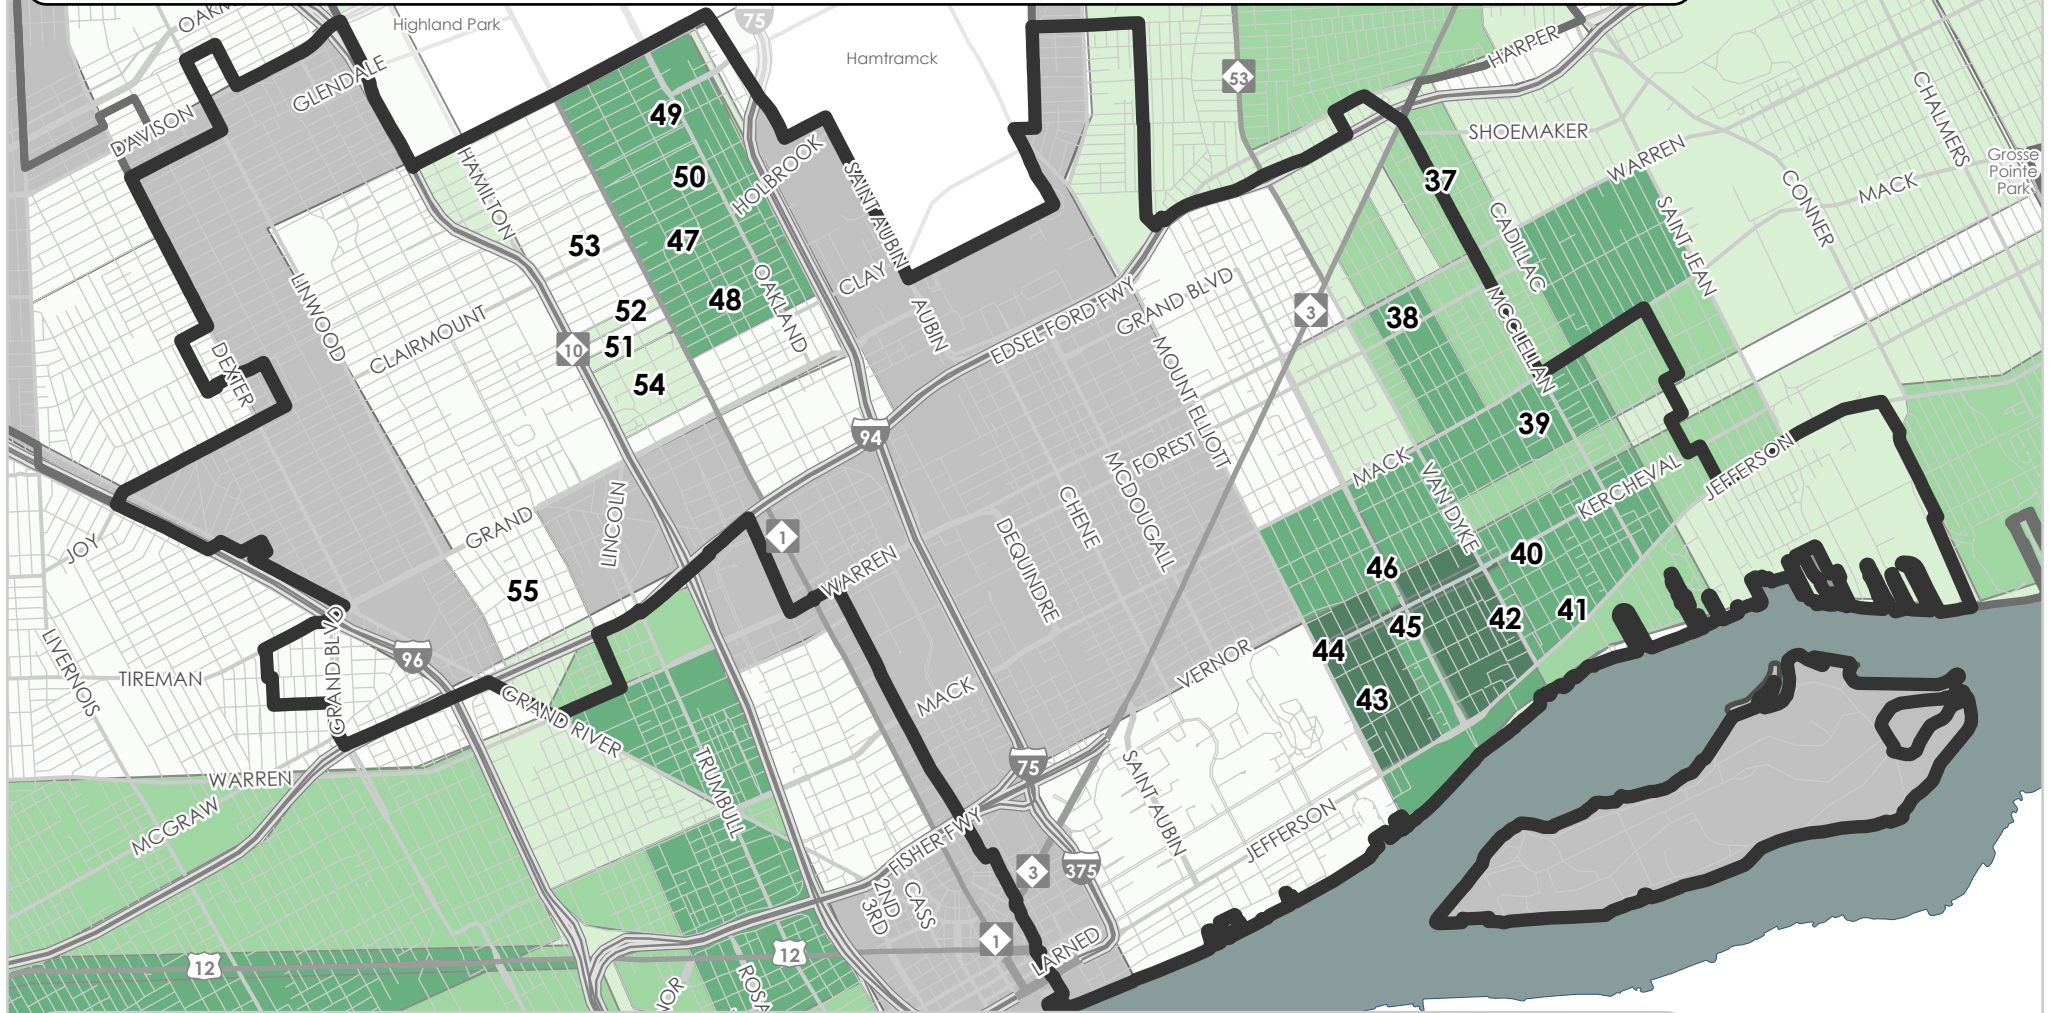 OAKM
Highland Park
75
Hamtramck
HARPER
GLENDALE
53
CHALMERS
49
DAVISON
SHOEMAKER
WARREN
Grosse
Pointe
Park
HOLBROOK
HAMILTON
50
SAINT AUBIN
37
CONNER
MACK
CADILLAC
SAINT JEAN
53
47
OAKLAND
CLAY
LINWOOD
52
48
AUBIN
EDSEL FORD FWY
GRAND BLVD
3
38
MCCLELLAN
CLAIRMOUNT
10
51
DEXTER
54
MOUNT ELLIOTT
39
94
FOREST
MACK
VAN DYKE
KERCHEVAL
JEFFERSON
MCDOUGALL
CHENE
DEQUINDRE
GRAND
LINCOLN
1
JOY
WARREN
46
40
55
45
42
41
44
43
GRAND BLVD
96
LIVERNOIS
TIREMAN
VERNOR
MACK
GRAND RIVER
TRUMBULL
75
SAINT AUBIN
WARREN
MCGRAW
FISHER FWY
JEFFERSON
3
375
2ND
3RD
CASS
1
LARNED
12
12
NOR
ROSA